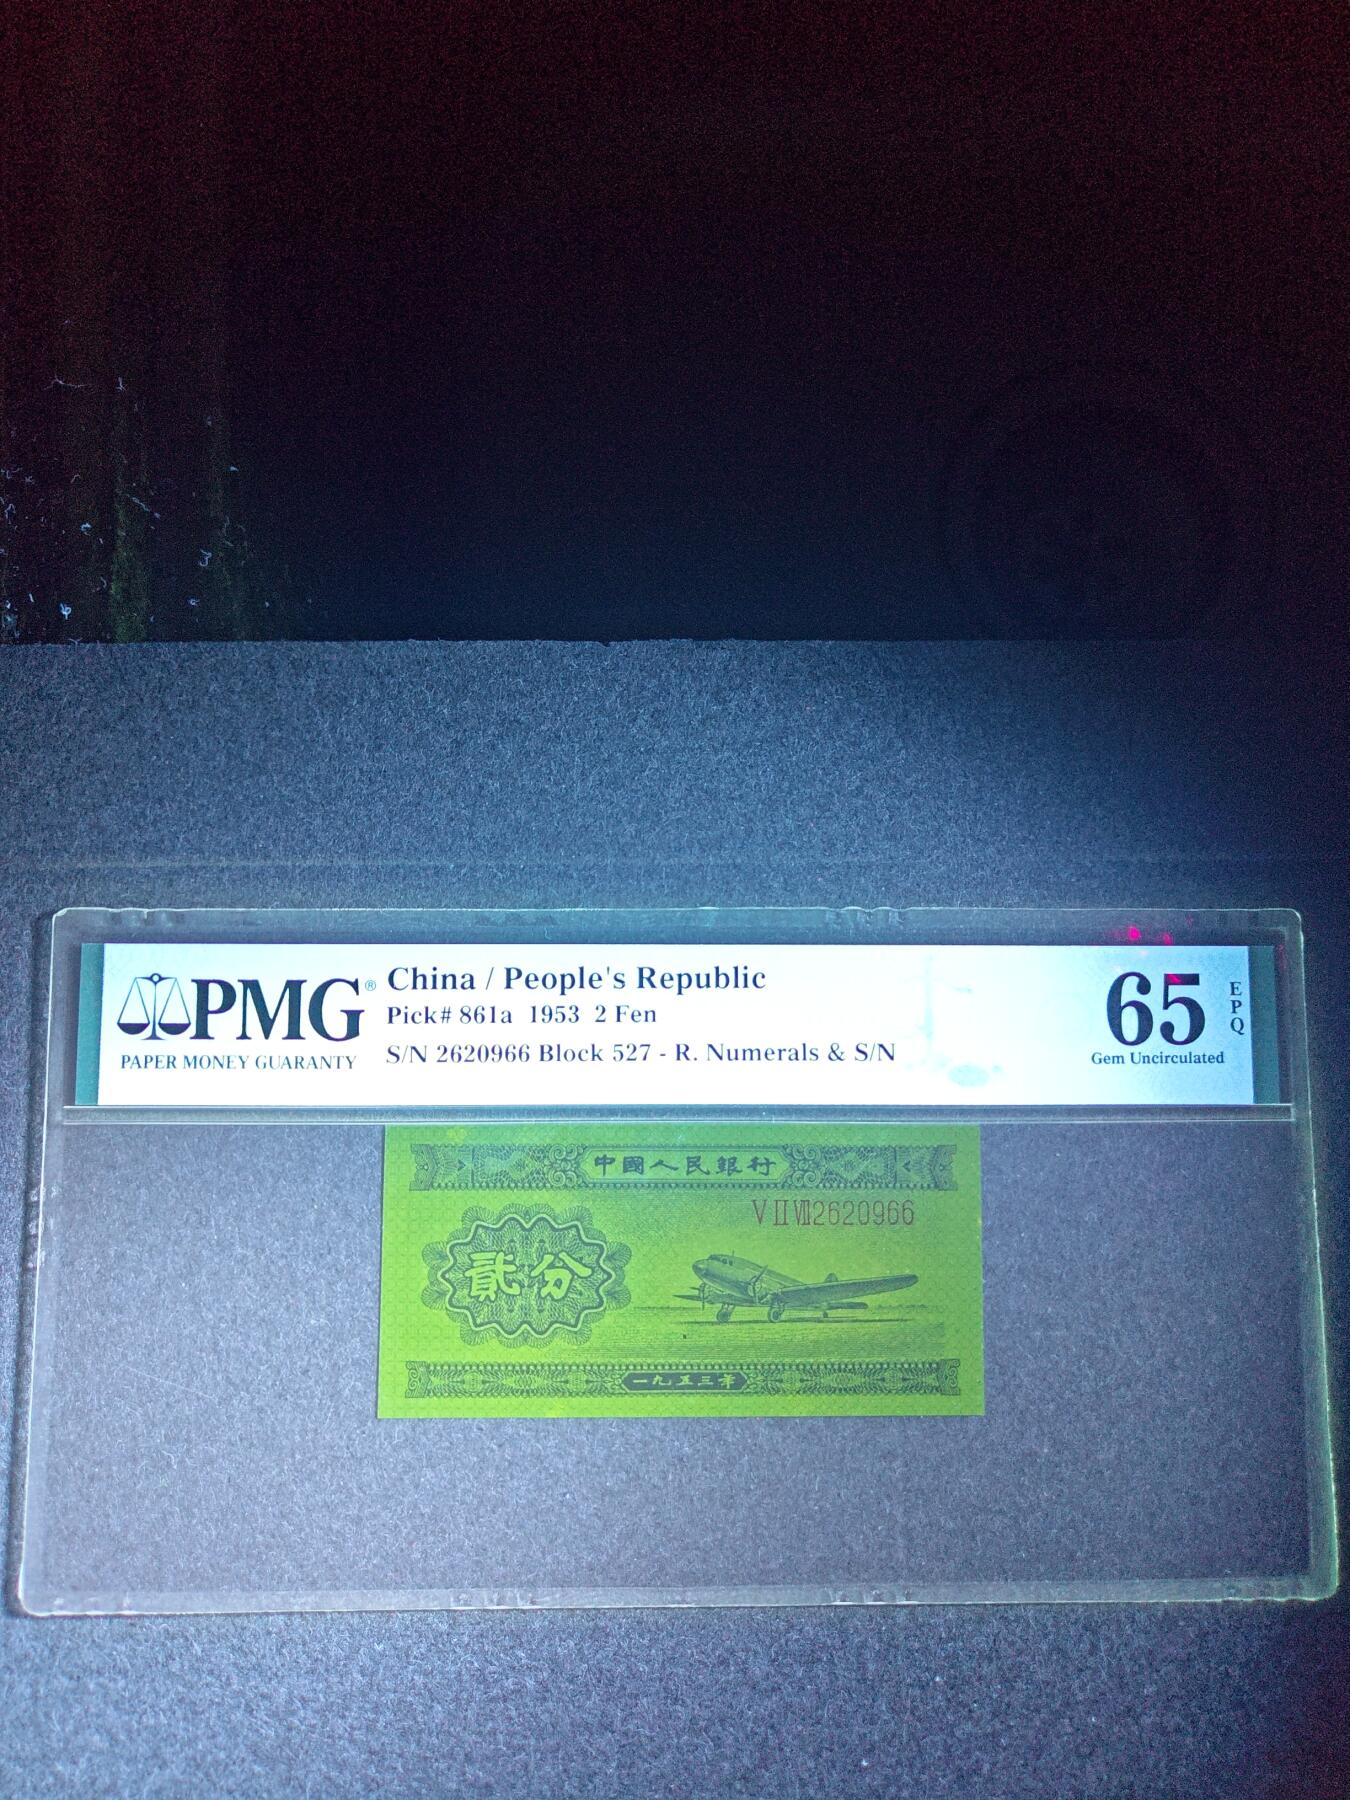 PMG®
PAPER MONEY GUARANTY
China / People's Republic
Pick# 861a 1953 2 Fen
S/N 2620966 Block 527 - R. Numerals & S/N
65
EPQ
Gem Uncirculated
中國人民銀行
ⅤⅡⅦ2620966
貳分
一九五三年